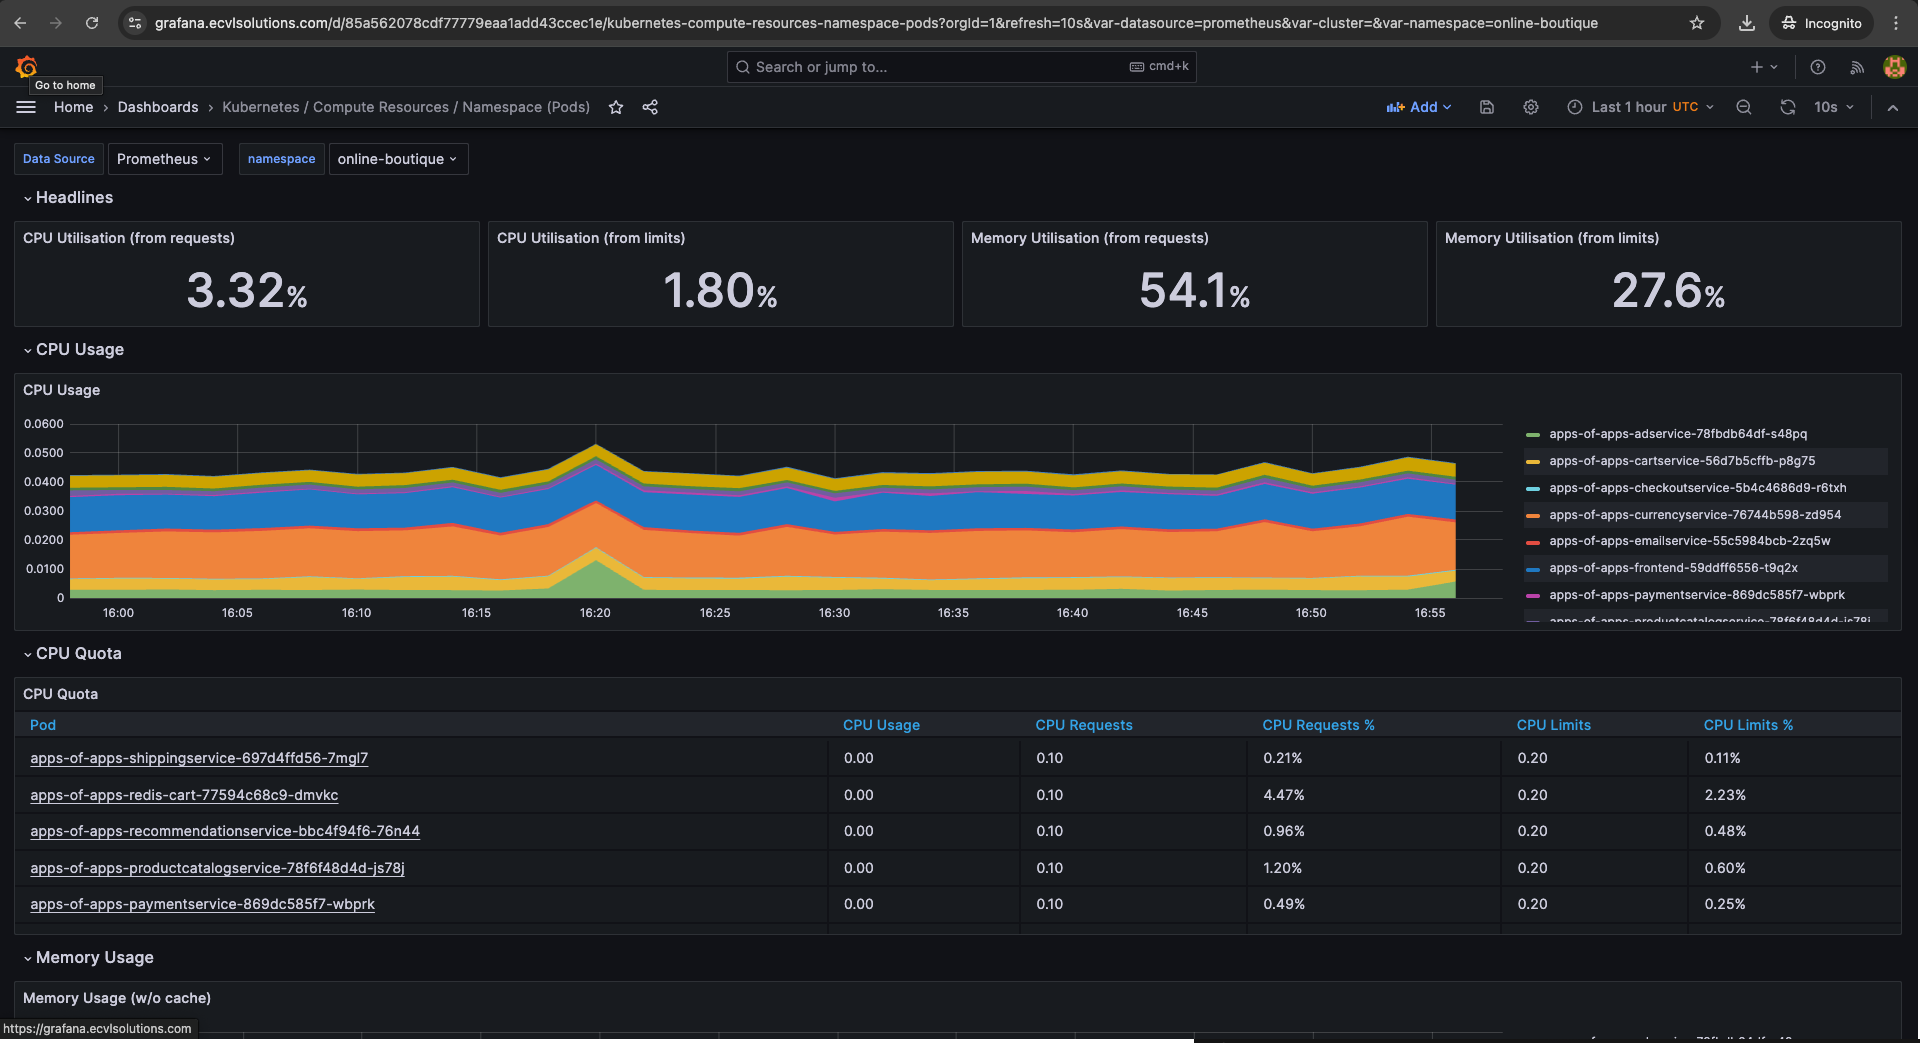 grafana.ecvlsolutions.com/d/85a562078cdf77779eaa1add43ccec1e/kubernetes-compute-resources-namespace-pods?orgId=1&refresh=10s&var-datasource=prometheus&var-cluster=&var-namespace=online-boutique
Incognito
Search or jump to...
cmd+k
Go to home
Home › Dashboards › Kubernetes / Compute Resources / Namespace (Pods)
Add
Last 1 hour UTC
10s
Data Source
Prometheus
namespace
online-boutique
Headlines
CPU Utilisation (from requests)
3.32%
CPU Utilisation (from limits)
1.80%
Memory Utilisation (from requests)
54.1%
Memory Utilisation (from limits)
27.6%
CPU Usage
CPU Usage
0.0600
0.0500
0.0400
0.0300
0.0200
0.0100
0
16:00 16:05 16:10 16:15 16:20 16:25 16:30 16:35 16:40 16:45 16:50 16:55
apps-of-apps-adservice-78fbdb64df-s48pq
apps-of-apps-cartservice-56d7b5cffb-p8g75
apps-of-apps-checkoutservice-5b4c4686d9-r6txh
apps-of-apps-currencyservice-76744b598-zd954
apps-of-apps-emailservice-55c5984bcb-2zq5w
apps-of-apps-frontend-59ddff6556-t9q2x
apps-of-apps-paymentservice-869dc585f7-wbprk
apps-of-apps-productcatalogservice-78f6f48d4d-js78j
CPU Quota
CPU Quota
Pod CPU Usage CPU Requests CPU Requests % CPU Limits CPU Limits %
apps-of-apps-shippingservice-697d4ffd56-7mgl7 0.00 0.10 0.21% 0.20 0.11%
apps-of-apps-redis-cart-77594c68c9-dmvkc 0.00 0.10 4.47% 0.20 2.23%
apps-of-apps-recommendationservice-bbc4f94f6-76n44 0.00 0.10 0.96% 0.20 0.48%
apps-of-apps-productcatalogservice-78f6f48d4d-js78j 0.00 0.10 1.20% 0.20 0.60%
apps-of-apps-paymentservice-869dc585f7-wbprk 0.00 0.10 0.49% 0.20 0.25%
Memory Usage
Memory Usage (w/o cache)
https://grafana.ecvlsolutions.com